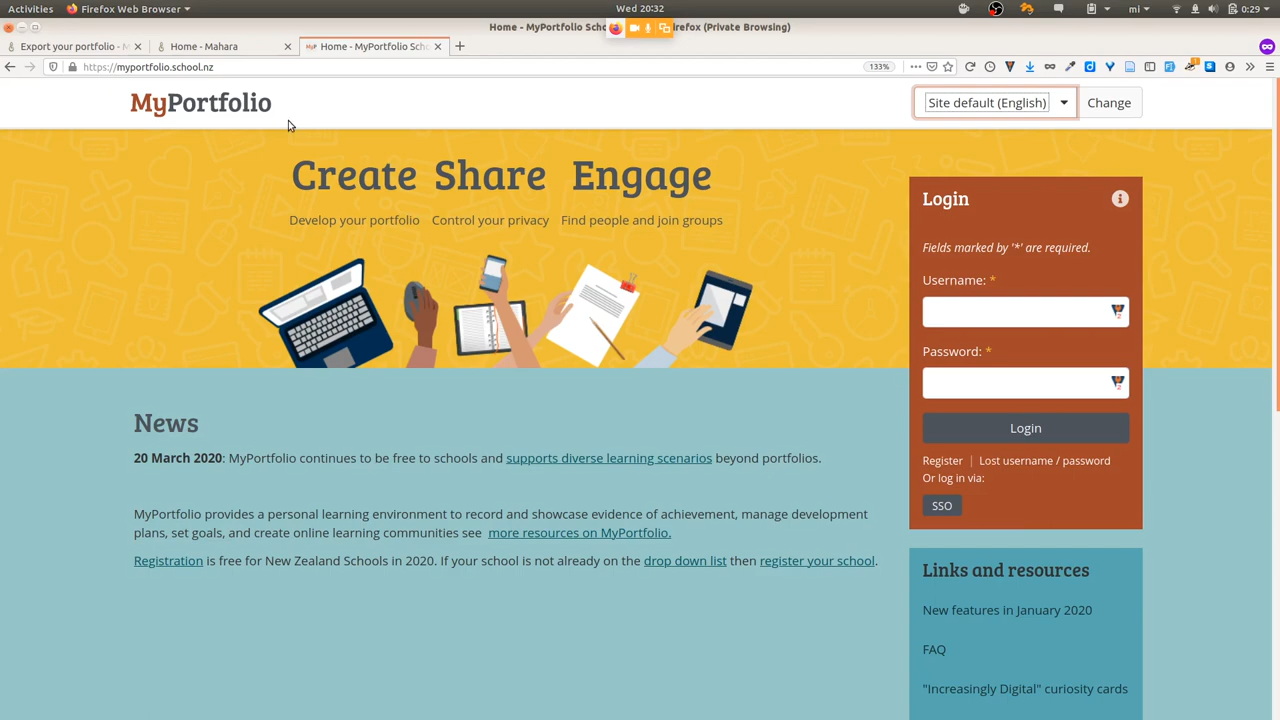 Activities
Firefox Web Browser
Wed 20:32
mi
0:29
Home - MyPortfolio Scho
irefox (Private Browsing)
Export your portfolio - M
Home - Mahara
Home - MyPortfolio Scho
https://myportfolio.school.nz
133%
MyPortfolio
Site default (English)
Change
Create Share Engage
Develop your portfolio Control your privacy Find people and join groups
Login
Fields marked by '*' are required.
Username: *
Password: *
Login
Register | Lost username / password
Or log in via:
SSO
News
20 March 2020: MyPortfolio continues to be free to schools and supports diverse learning scenarios beyond portfolios.
MyPortfolio provides a personal learning environment to record and showcase evidence of achievement, manage development
plans, set goals, and create online learning communities see more resources on MyPortfolio.
Registration is free for New Zealand Schools in 2020. If your school is not already on the drop down list then register your school.
Links and resources
New features in January 2020
FAQ
"Increasingly Digital" curiosity cards